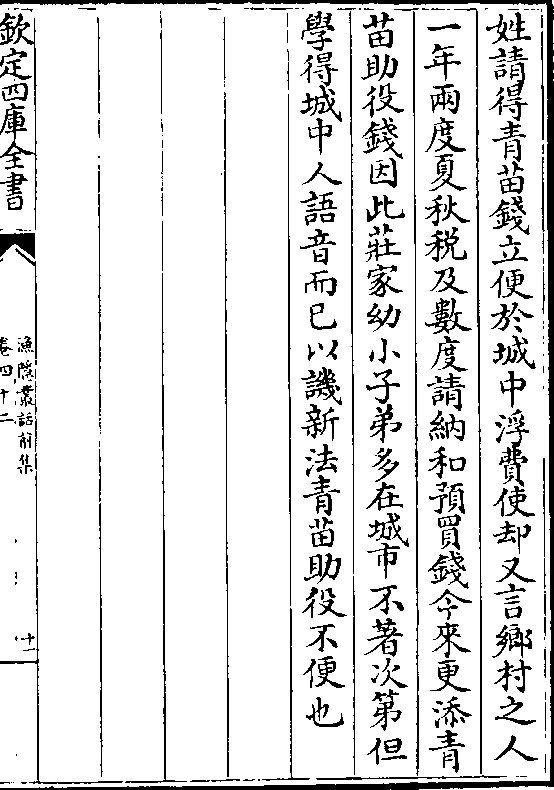 姓請得青苗錢立便於城中浮費使却又言鄉村之人
一年兩度夏秋税及數度請納和預買錢今來更添青
苗助役錢因此莊家幼小子弟多在城市不著次第但
學得城中人語音而已以譏新法青苗助役不便也
欽定四庫全書
漁隱叢話前集
卷四十二
十一